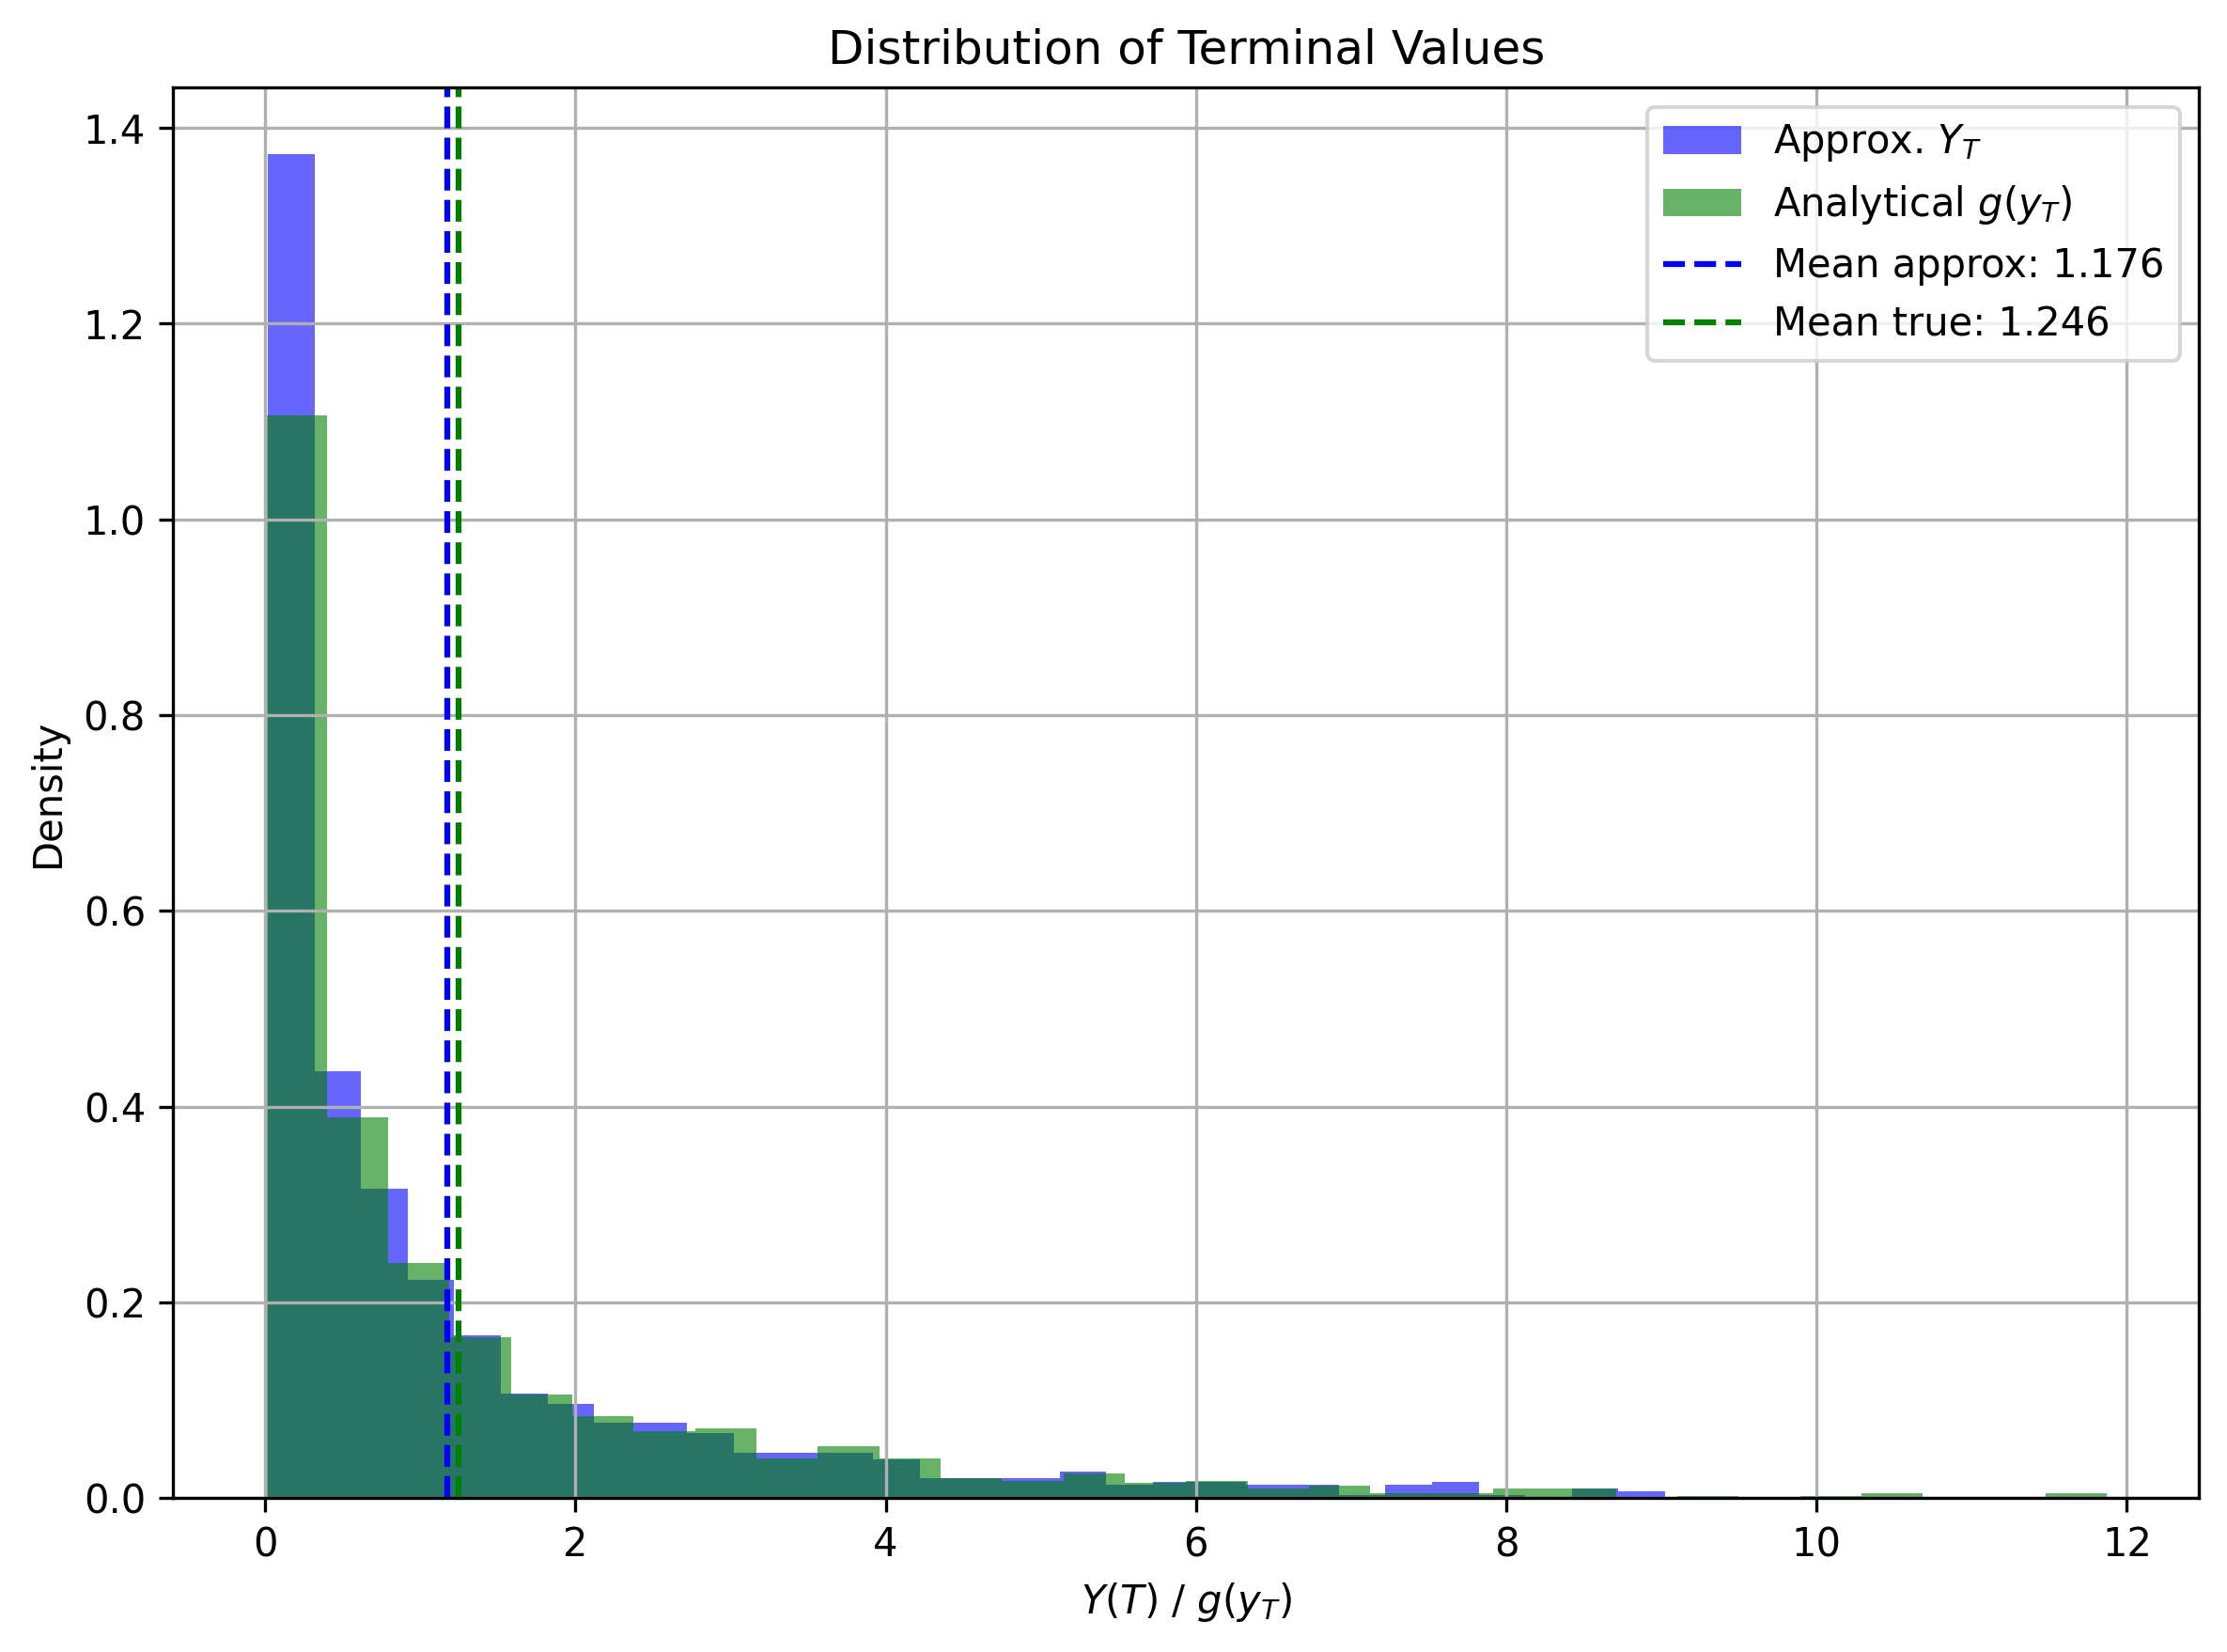 Distribution of Terminal Values
1.4
1.2
1.0
0.8
0.6
0.4
0.2
0.0
Density
Approx. Y_T
Analytical g(y_T)
Mean approx: 1.176
Mean true: 1.246
0 2 4 6 8 10 12
Y(T) / g(y_T)